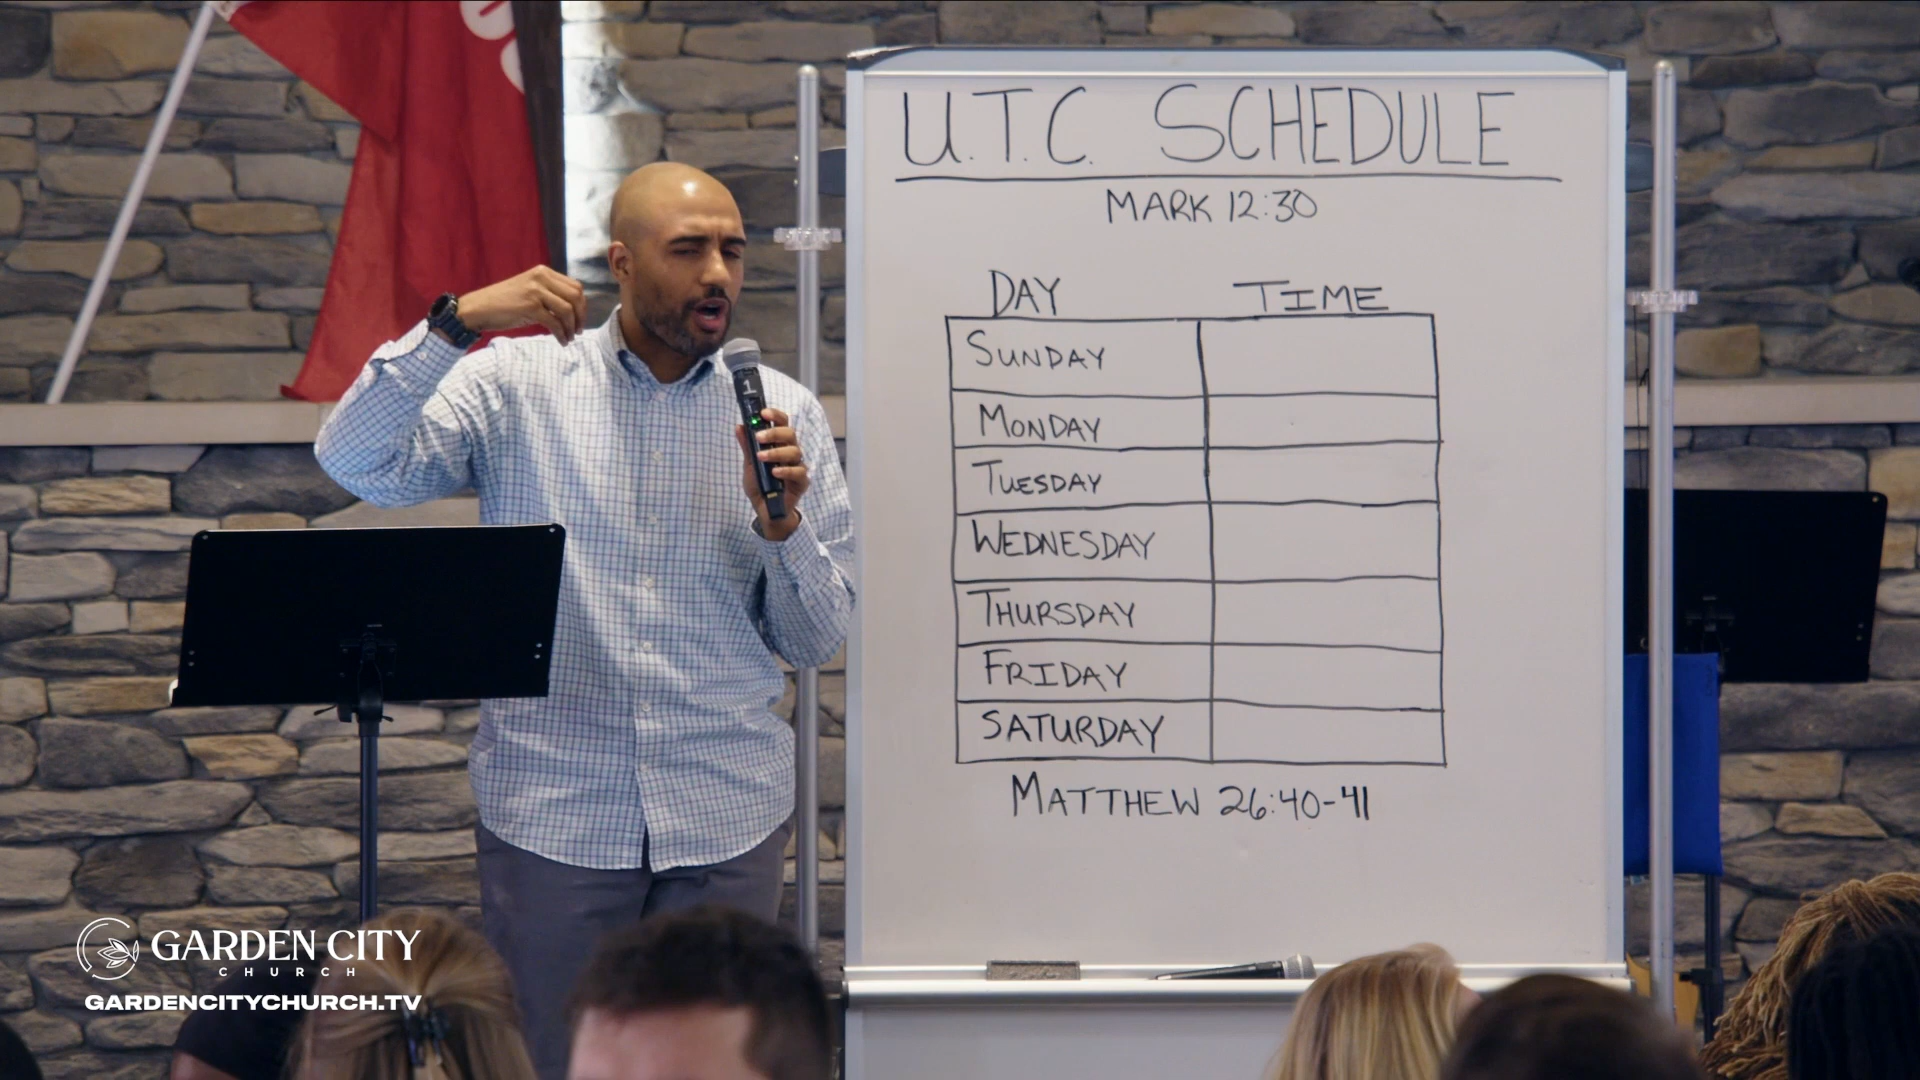 U.T.C. SCHEDULE
MARK 12:30
DAY TIME
SUNDAY
MONDAY
TUESDAY
WEDNESDAY
THURSDAY
FRIDAY
SATURDAY
MATTHEW 26:40-41
1
GARDEN CITY
CHURCH
GARDENCITYCHURCH.TV